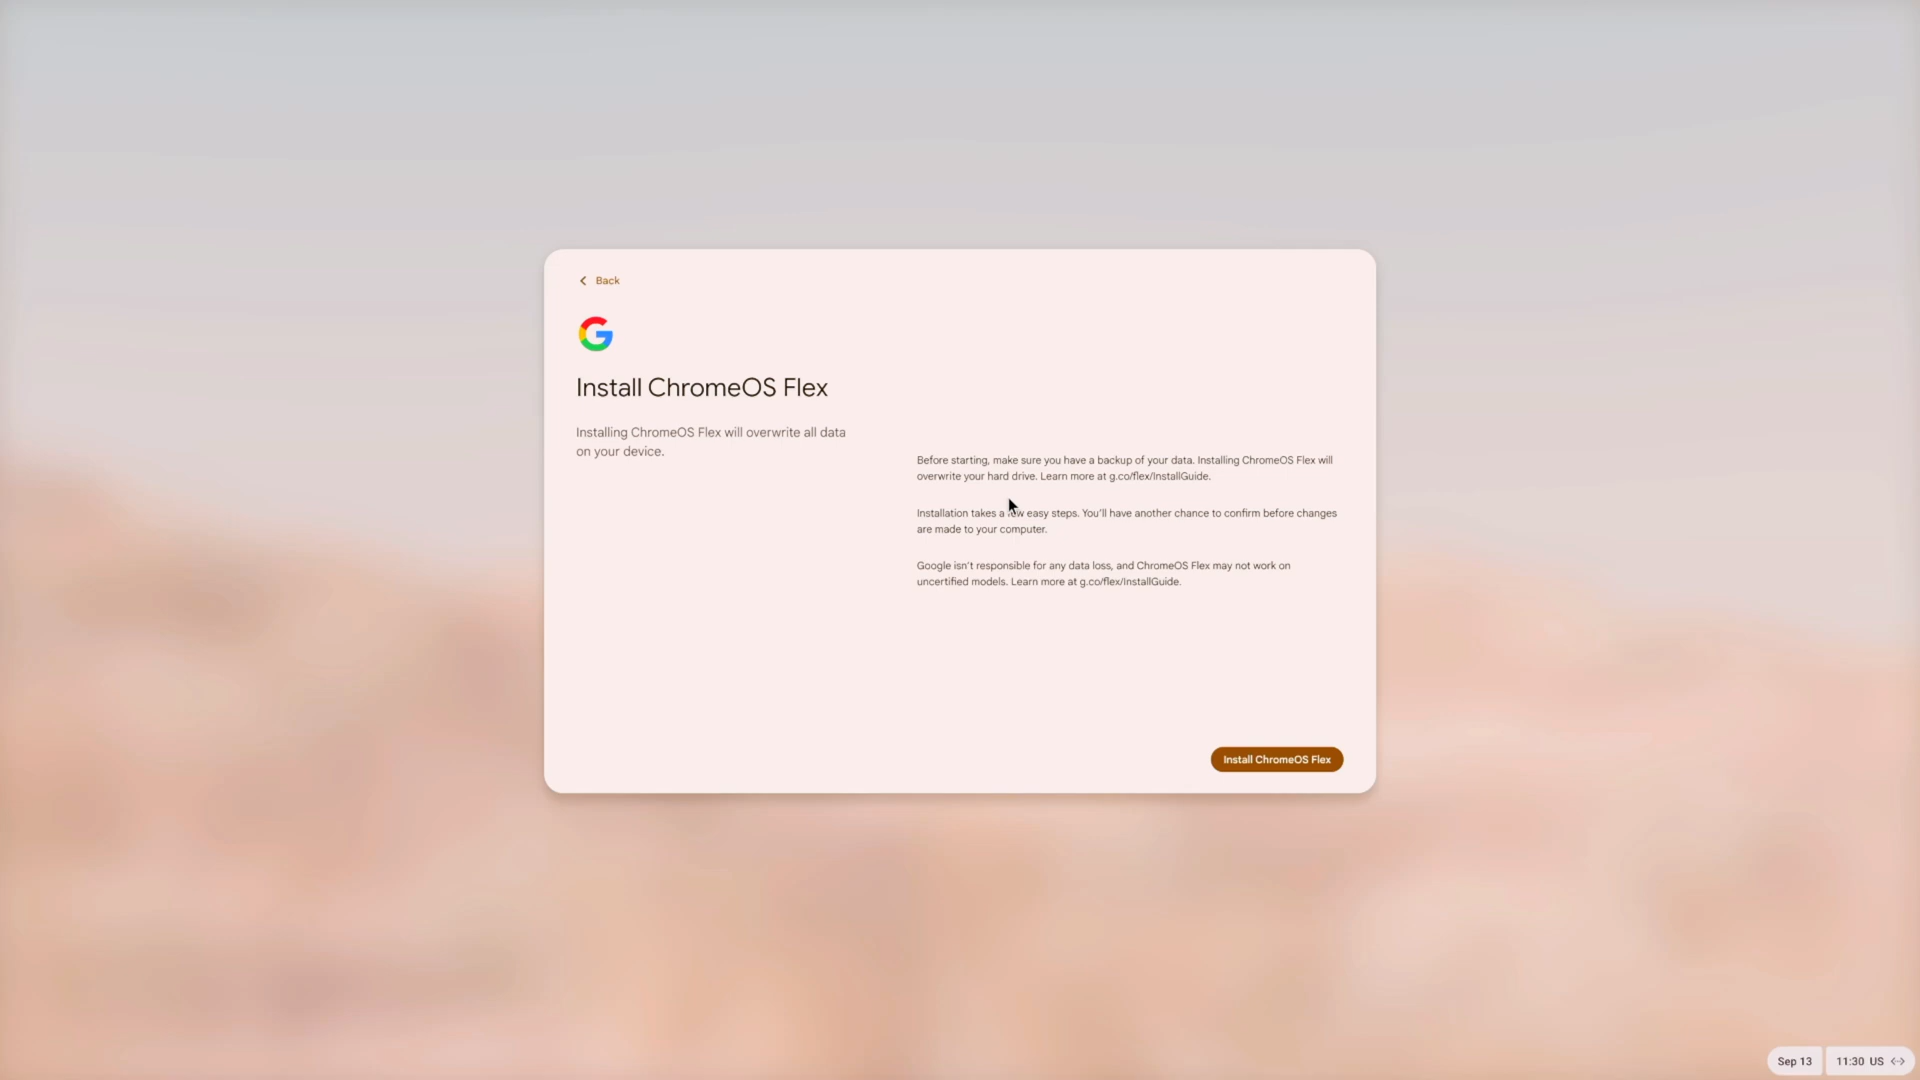 Back
Install ChromeOS Flex
Installing ChromeOS Flex will overwrite all data
on your device.
Before starting, make sure you have a backup of your data. Installing ChromeOS Flex will
overwrite your hard drive. Learn more at g.co/flex/InstallGuide.
Installation takes a few easy steps. You'll have another chance to confirm before changes
are made to your computer.
Google isn't responsible for any data loss, and ChromeOS Flex may not work on
uncertified models. Learn more at g.co/flex/InstallGuide.
Install ChromeOS Flex
Sep 13 11:30 US